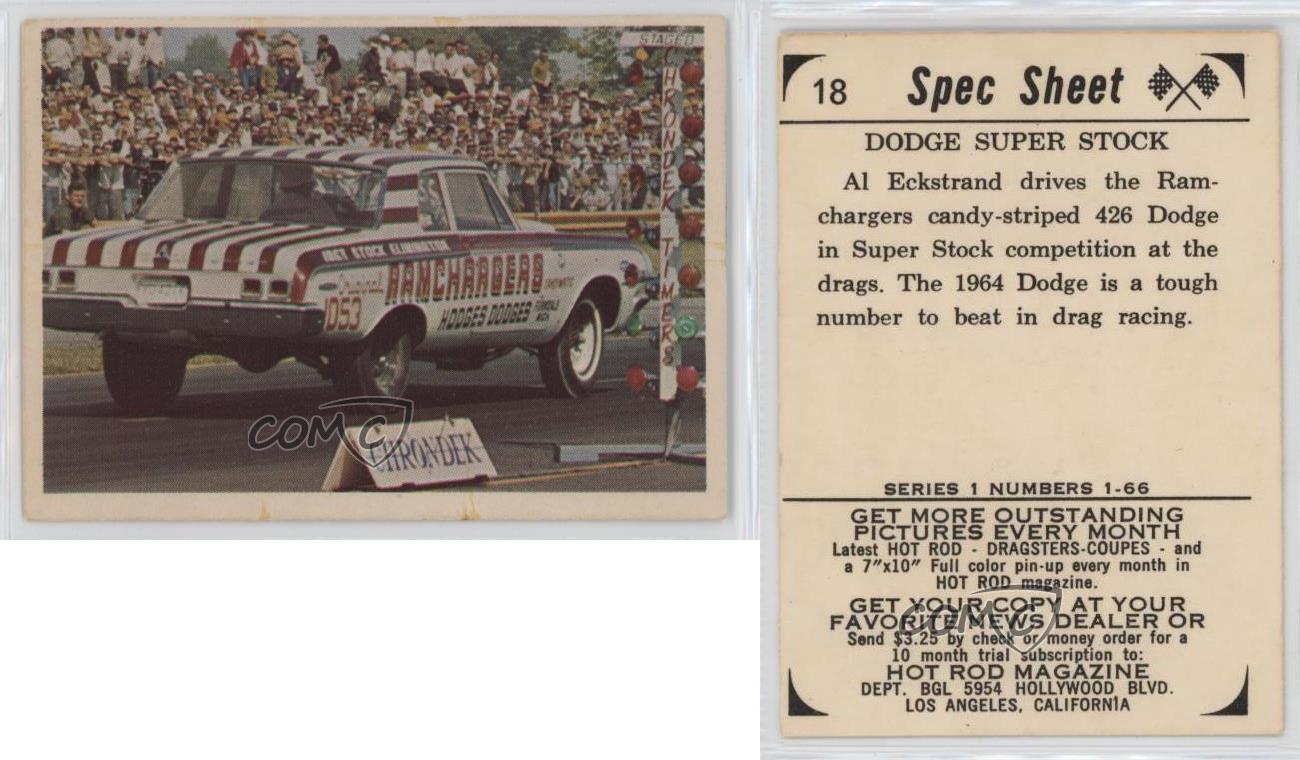 STAGED
CHRONDEK TIMERS
MST STOCK ELIMINATOR
RAMCHARGERS
D53
HODGES DODGES
CHRONDEK
COMC
18 Spec Sheet
DODGE SUPER STOCK
Al Eckstrand drives the Ram-
chargers candy-striped 426 Dodge
in Super Stock competition at the
drags. The 1964 Dodge is a tough
number to beat in drag racing.
SERIES 1 NUMBERS 1-66
GET MORE OUTSTANDING
PICTURES EVERY MONTH
Latest HOT ROD - DRAGSTERS-COUPES - and
a 7"x10" Full color pin-up every month in
HOT ROD magazine.
GET YOUR COPY AT YOUR
FAVORITE NEWS DEALER OR
Send $3.25 by check or money order for a
10 month trial subscription to:
HOT ROD MAGAZINE
DEPT. BGL 5954 HOLLYWOOD BLVD.
LOS ANGELES, CALIFORNIA
COMC